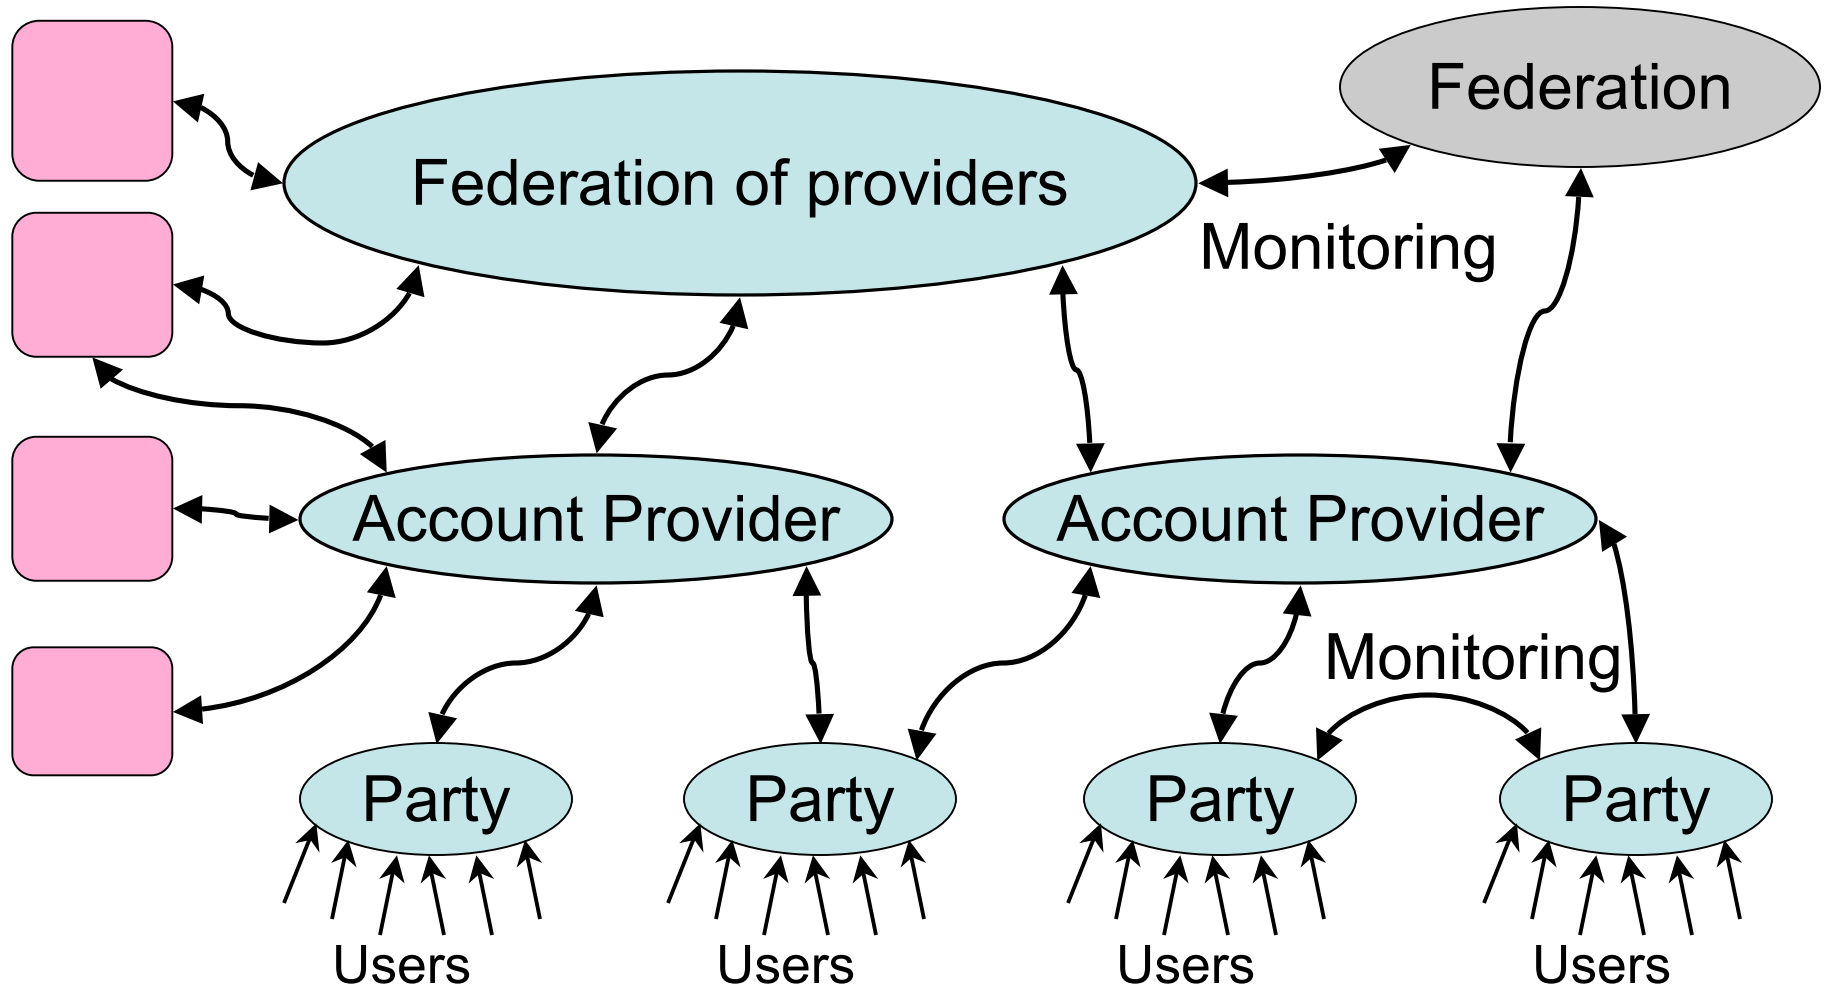 Federation
Federation of providers
Monitoring
Account Provider
Account Provider
Monitoring
Party
Party
Party
Party
Users
Users
Users
Users